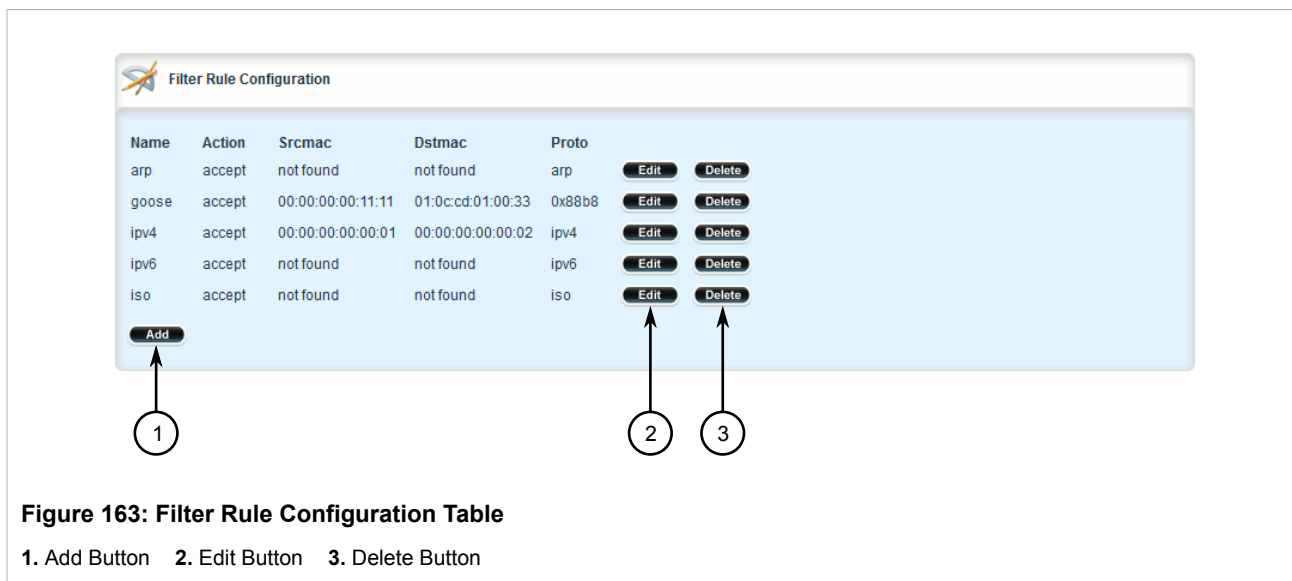 Filter Rule Configuration
Name Action Srcmac Dstmac Proto
arp accept not found not found arp Edit Delete
goose accept 00:00:00:00:11:11 01:0c:cd:01:00:33 0x88b8 Edit Delete
ipv4 accept 00:00:00:00:00:01 00:00:00:00:00:02 ipv4 Edit Delete
ipv6 accept not found not found ipv6 Edit Delete
iso accept not found not found iso Edit Delete
Add
1 2 3
Figure 163: Filter Rule Configuration Table
1. Add Button 2. Edit Button 3. Delete Button